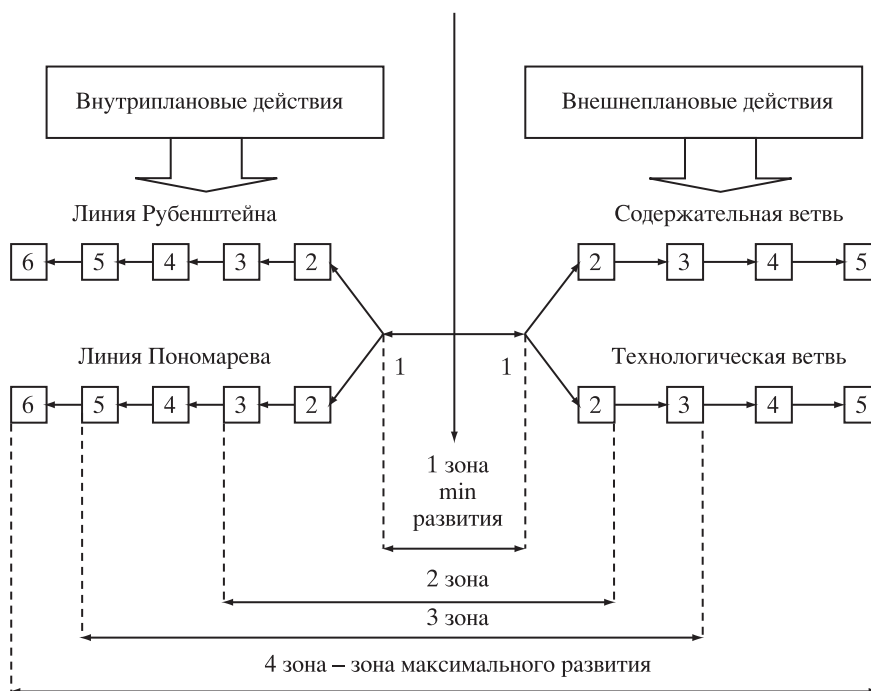 Внутриплановые действия
Внешнеплановые действия
Линия Рубенштейна
Содержательная ветвь
6 5 4 3 2
2 3 4 5
Линия Пономарева
Технологическая ветвь
1 1
6 5 4 3 2
2 3 4 5
1 зона
min
развития
2 зона
3 зона
4 зона – зона максимального развития